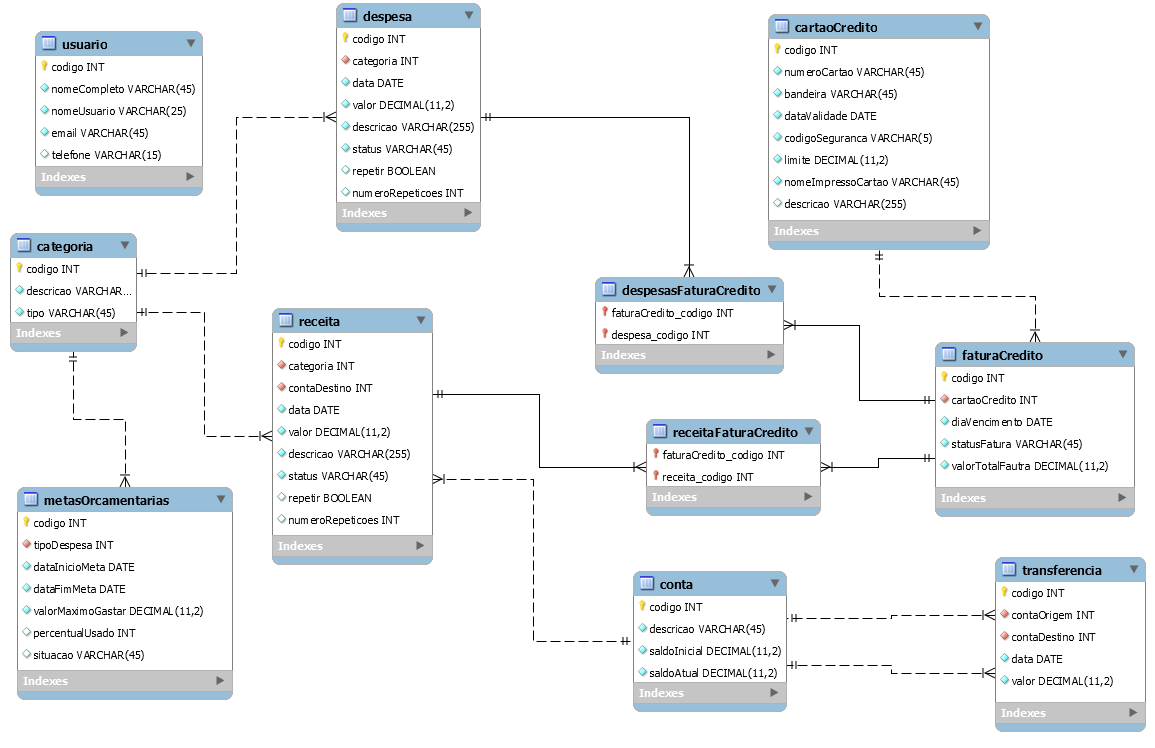 usuario
codigo INT
nomeCompleto VARCHAR(45)
nomeUsuario VARCHAR(25)
email VARCHAR(45)
telefone VARCHAR(15)
Indexes
despesa
codigo INT
categoria INT
data DATE
valor DECIMAL(11,2)
descricao VARCHAR(255)
status VARCHAR(45)
repetir BOOLEAN
numeroRepeticoes INT
Indexes
cartaoCredito
codigo INT
numeroCartao VARCHAR(45)
bandeira VARCHAR(45)
dataValidade DATE
codigoSeguranca VARCHAR(5)
limite DECIMAL(11,2)
nomeImpressoCartao VARCHAR(45)
descricao VARCHAR(255)
Indexes
categoria
codigo INT
descricao VARCHAR...
tipo VARCHAR(45)
Indexes
receita
codigo INT
categoria INT
contaDestino INT
data DATE
valor DECIMAL(11,2)
descricao VARCHAR(255)
status VARCHAR(45)
repetir BOOLEAN
numeroRepeticoes INT
Indexes
despesasFaturaCredito
faturaCredito_codigo INT
despesa_codigo INT
Indexes
faturaCredito
codigo INT
cartaoCredito INT
diaVencimento DATE
statusFatura VARCHAR(45)
valorTotalFautra DECIMAL(11,2)
Indexes
receitaFaturaCredito
faturaCredito_codigo INT
receita_codigo INT
Indexes
metasOrcamentarias
codigo INT
tipoDespesa INT
dataInicioMeta DATE
dataFimMeta DATE
valorMaximoGastar DECIMAL(11,2)
percentualUsado INT
situacao VARCHAR(45)
Indexes
conta
codigo INT
descricao VARCHAR(45)
saldoInicial DECIMAL(11,2)
saldoAtual DECIMAL(11,2)
Indexes
transferencia
codigo INT
contaOrigem INT
contaDestino INT
data DATE
valor DECIMAL(11,2)
Indexes